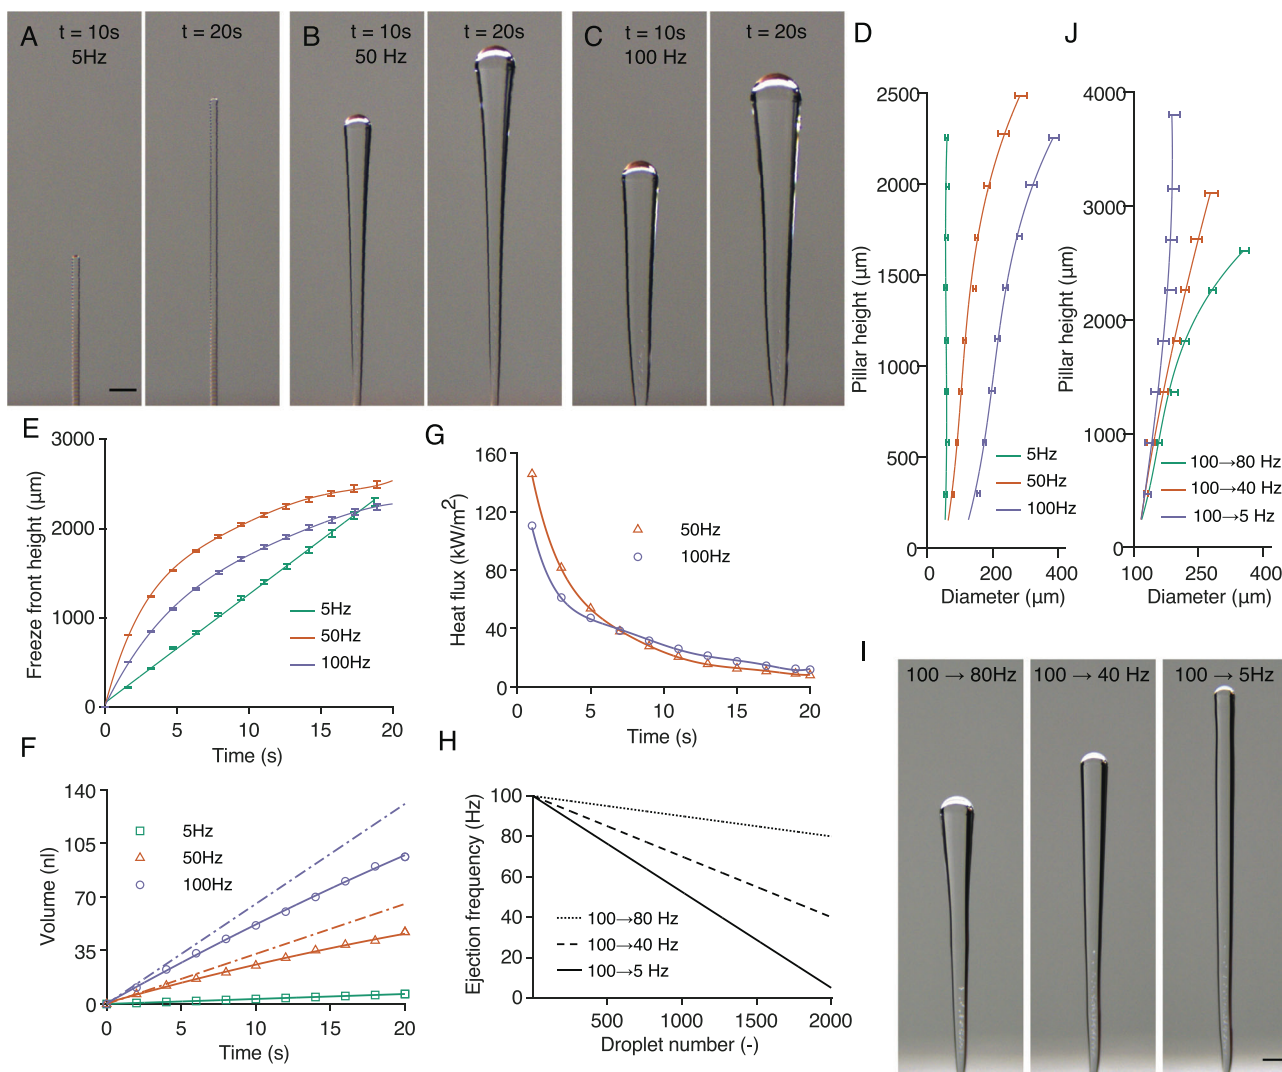 A
t = 10s
5Hz
t = 20s
B
t = 10s
50 Hz
t = 20s
C
t = 10s
100 Hz
t = 20s
D
2500
2000
1500
1000
500
0
Pillar height (µm)
0
200
400
Diameter (µm)
5Hz
50Hz
100Hz
J
4000
3000
2000
1000
0
Pillar height (µm)
100
250
400
Diameter (µm)
100→80 Hz
100→40 Hz
100→5 Hz
E
3000
2000
1000
0
Freeze front height (µm)
0
5
10
15
20
Time (s)
5Hz
50Hz
100Hz
G
160
120
80
40
0
Heat flux (kW/m²)
0
5
10
15
20
Time (s)
50Hz
100Hz
F
140
105
70
35
0
Volume (nl)
0
5
10
15
20
Time (s)
5Hz
50Hz
100Hz
H
100
80
60
40
20
0
Ejection frequency (Hz)
500
1000
1500
2000
Droplet number (-)
100→80 Hz
100→40 Hz
100→5 Hz
I
100 → 80Hz
100 → 40 Hz
100 → 5Hz